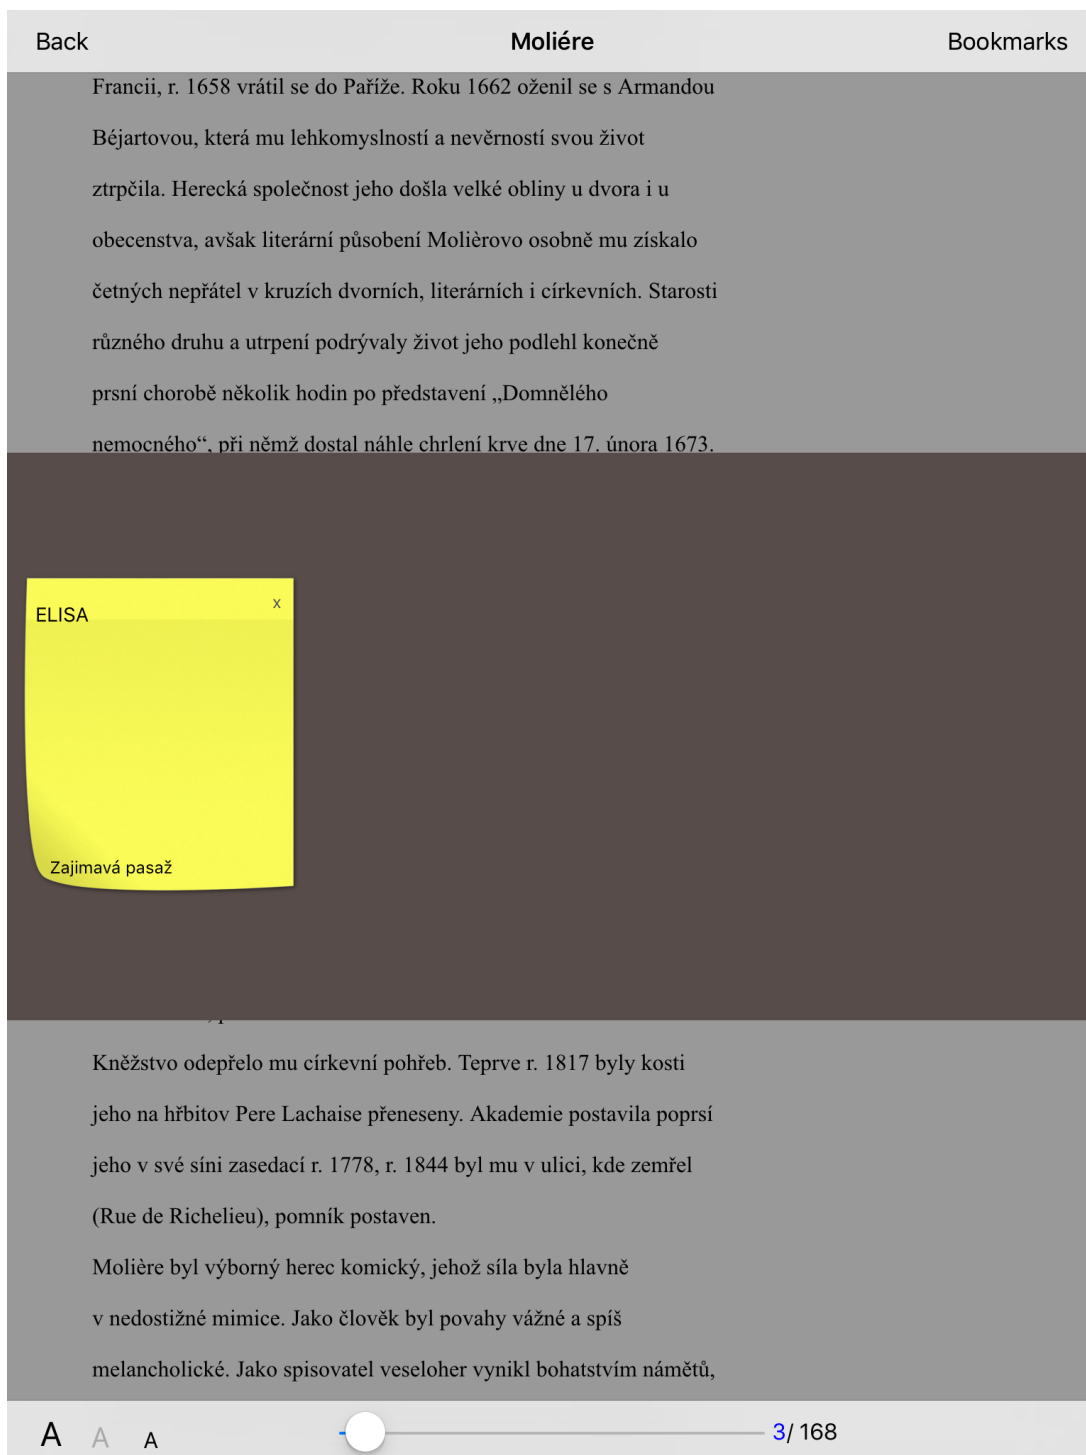 Back Moliére Bookmarks
Francii, r. 1658 vrátil se do Paříže. Roku 1662 oženil se s Armandou
Béjartovou, která mu lehkomyslností a nevěrností svou život
ztrpčila. Herecká společnost jeho došla velké obliny u dvora i u
obecenstva, avšak literární působení Molièrovo osobně mu získalo
četných nepřátel v kruzích dvorních, literárních i církevních. Starosti
různého druhu a utrpení podrývaly život jeho podlehl konečně
prsní chorobě několik hodin po představení „Domnělého
nemocného“, při němž dostal náhle chrlení krve dne 17. února 1673.
x
ELISA
Zajimavá pasaž
Kněžstvo odepřelo mu církevní pohřeb. Teprve r. 1817 byly kosti
jeho na hřbitov Pere Lachaise přeneseny. Akademie postavila poprsí
jeho v své síni zasedací r. 1778, r. 1844 byl mu v ulici, kde zemřel
(Rue de Richelieu), pomník postaven.
Molière byl výborný herec komický, jehož síla byla hlavně
v nedostižné mimice. Jako člověk byl povahy vážné a spíš
melancholické. Jako spisovatel veseloher vynikl bohatstvím námětů,
A A A 3/ 168